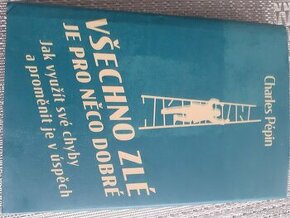 Charles Pépin
VŠECHNO ZLÉ
JE PRO NĚCO DOBRÉ
Jak využít své chyby
a proměnit je v úspěch